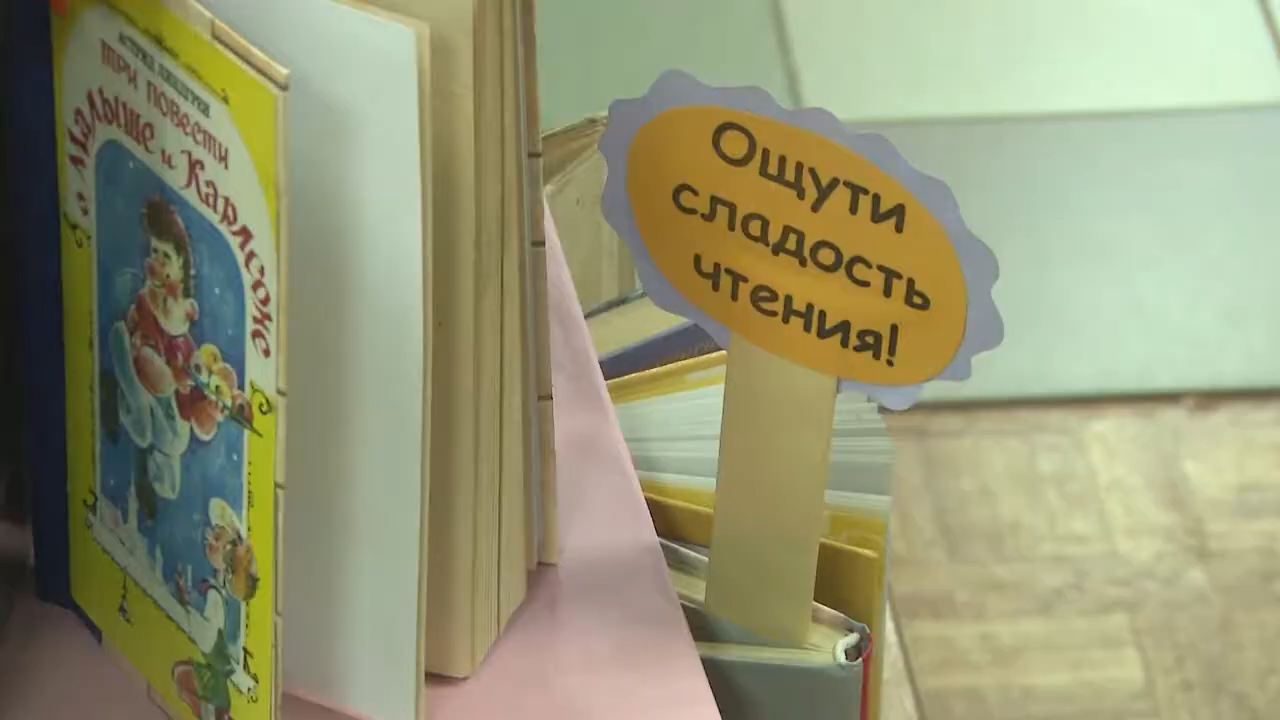 Астрид Линдгрен
Три повести
о Малыше и Карлсоне
Ощути
сладость
чтения!